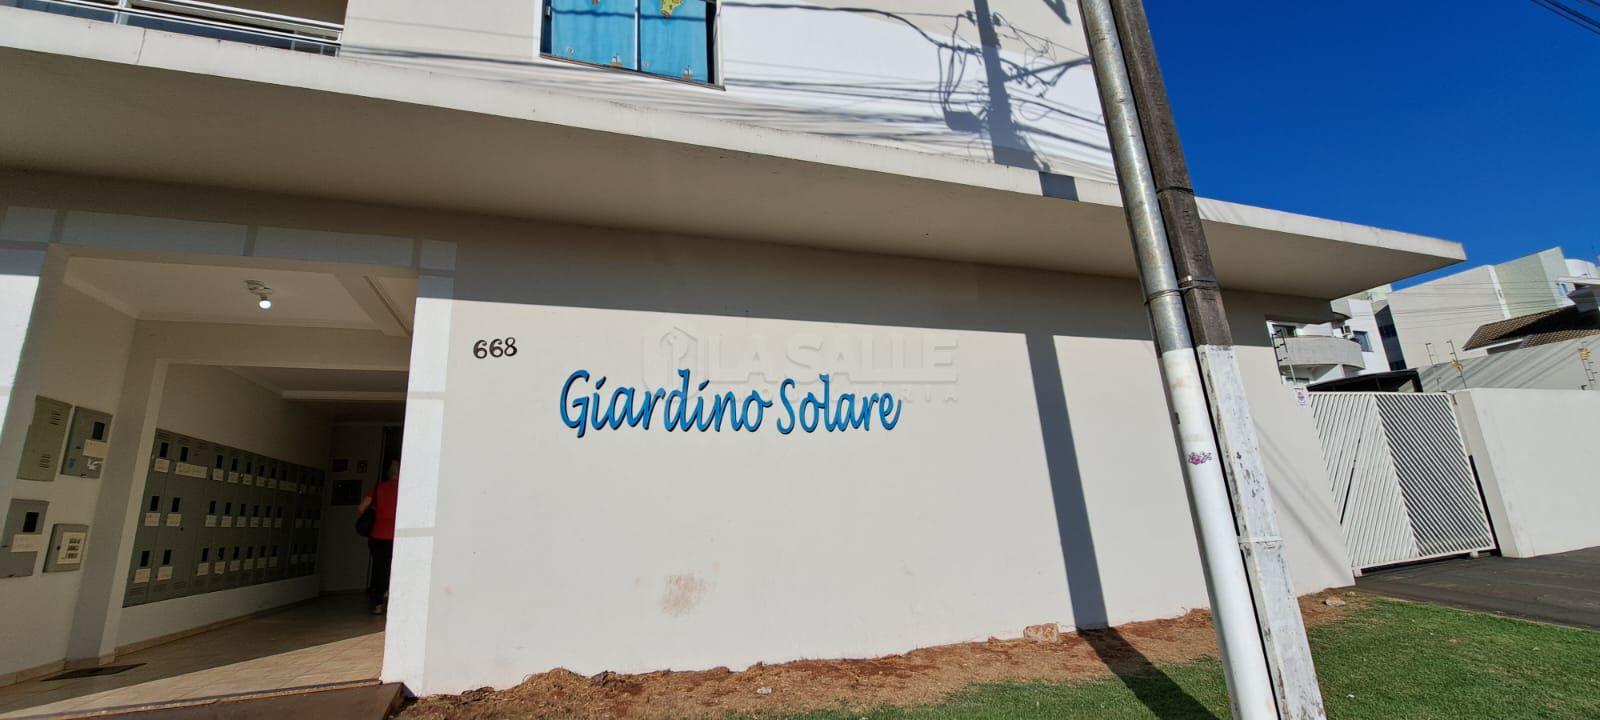 668
LA SALLE
Giardino Solare